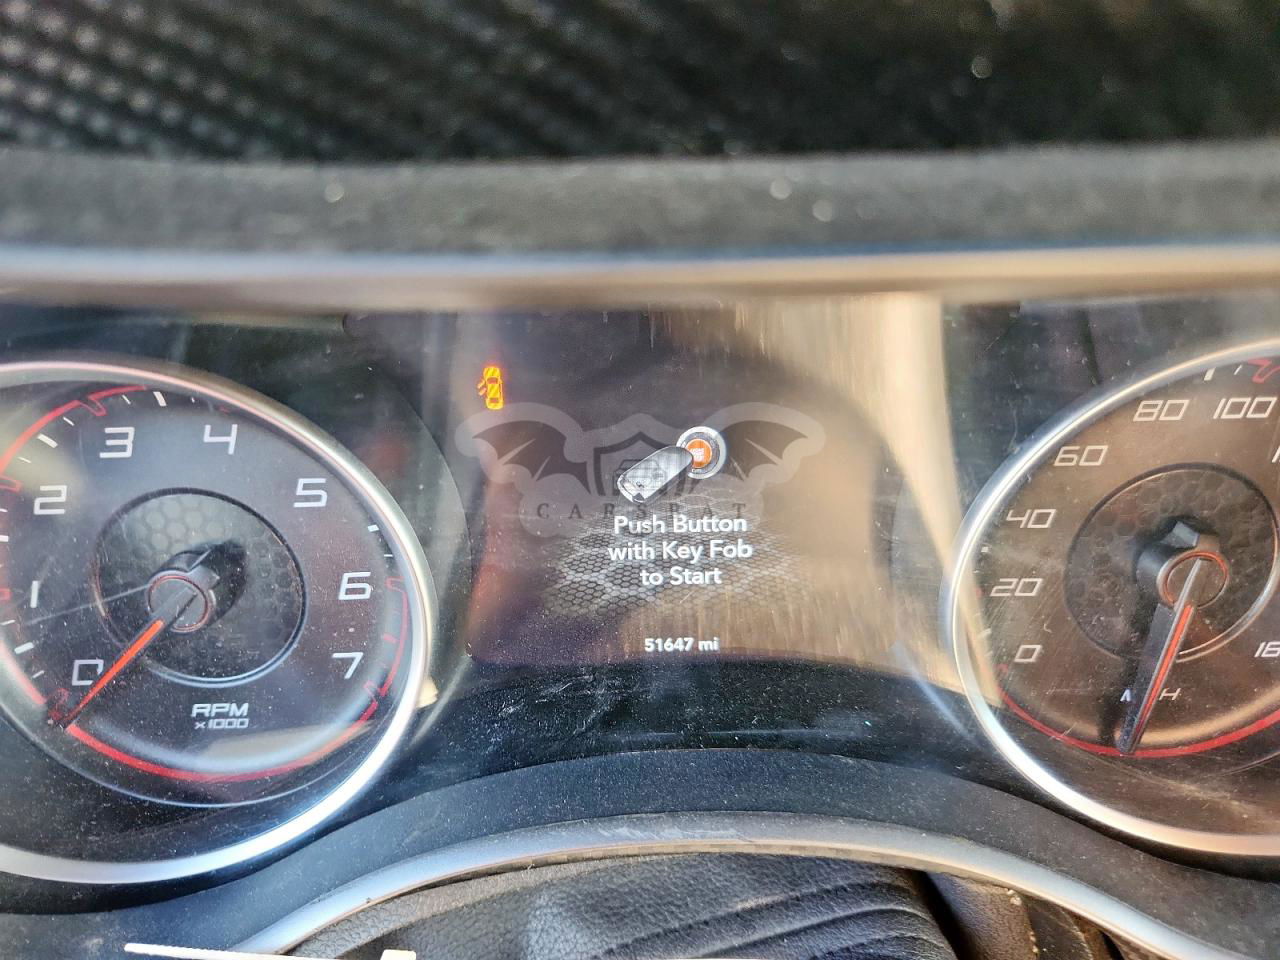 3
4
2
5
1
6
0
7
RPM
x1000
CARSBAT
Push Button
with Key Fob
to Start
51647 mi
80
100
60
40
20
0